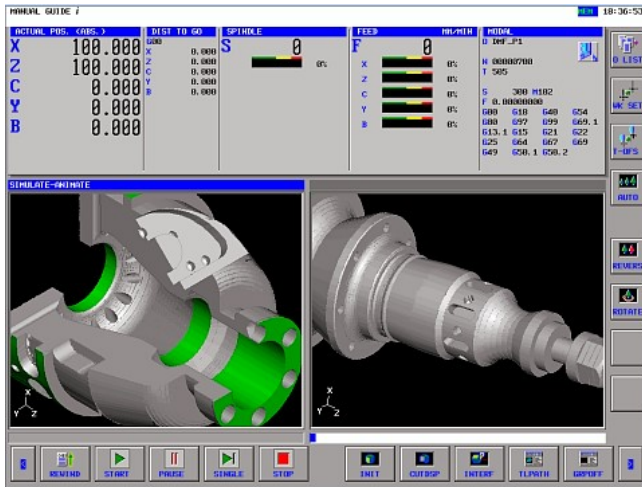 MANUAL GUIDE i
MEM 18:36:53
ACTUAL POS. (ABS.)
X 100.000
Z 100.000
C 0.000
Y 0.000
B 0.000
DIST TO GO
G00
X 0.000
Z 0.000
C 0.000
Y 0.000
B 0.000
SPINDLE
S 0
0%
FEED MM/MIN
F 0
X 0%
Z 0%
C 0%
Y 0%
B 0%
MODAL
O DMF_P1
N 00000700
T 505
S 300 M102
F 0.00000000
G00 G18 G40 G54
G80 G97 G99 G69.1
G13.1 G15 G21 G22
G25 G64 G67 G69
G49 G50.1 G50.2
O LIST
WK SET
T-OFS
AUTO
REVERS
ROTATE
SIMULATE-ANIMATE
X
Y Z
X
Y Z
<
REWIND
START
PAUSE
SINGLE
STOP
INIT
CUTDSP
INTERF
TLPATH
GRPOFF
>